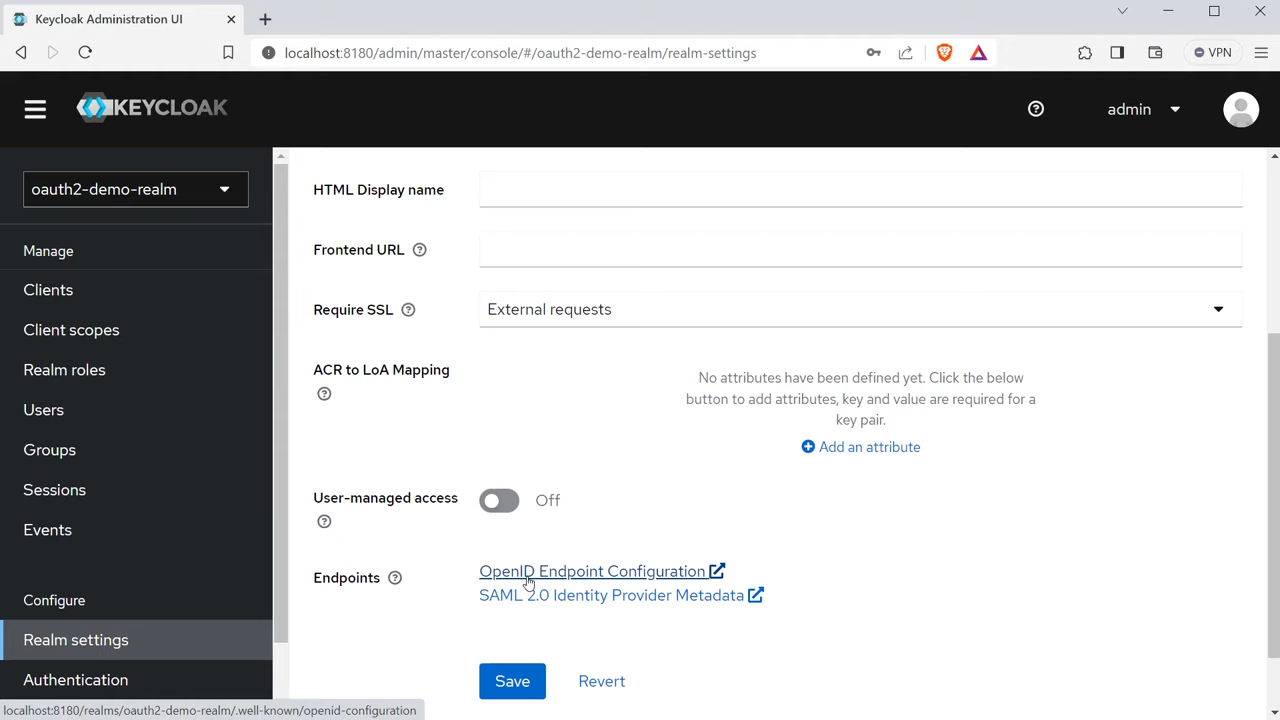 Keycloak Administration UI
localhost:8180/admin/master/console/#/oauth2-demo-realm/realm-settings
VPN
KEYCLOAK
admin
oauth2-demo-realm
Manage
Clients
Client scopes
Realm roles
Users
Groups
Sessions
Events
Configure
Realm settings
Authentication
HTML Display name
Frontend URL
Require SSL
External requests
ACR to LoA Mapping
No attributes have been defined yet. Click the below
button to add attributes, key and value are required for a
key pair.
Add an attribute
User-managed access
Off
Endpoints
OpenID Endpoint Configuration
SAML 2.0 Identity Provider Metadata
Save
Revert
localhost:8180/realms/oauth2-demo-realm/.well-known/openid-configuration